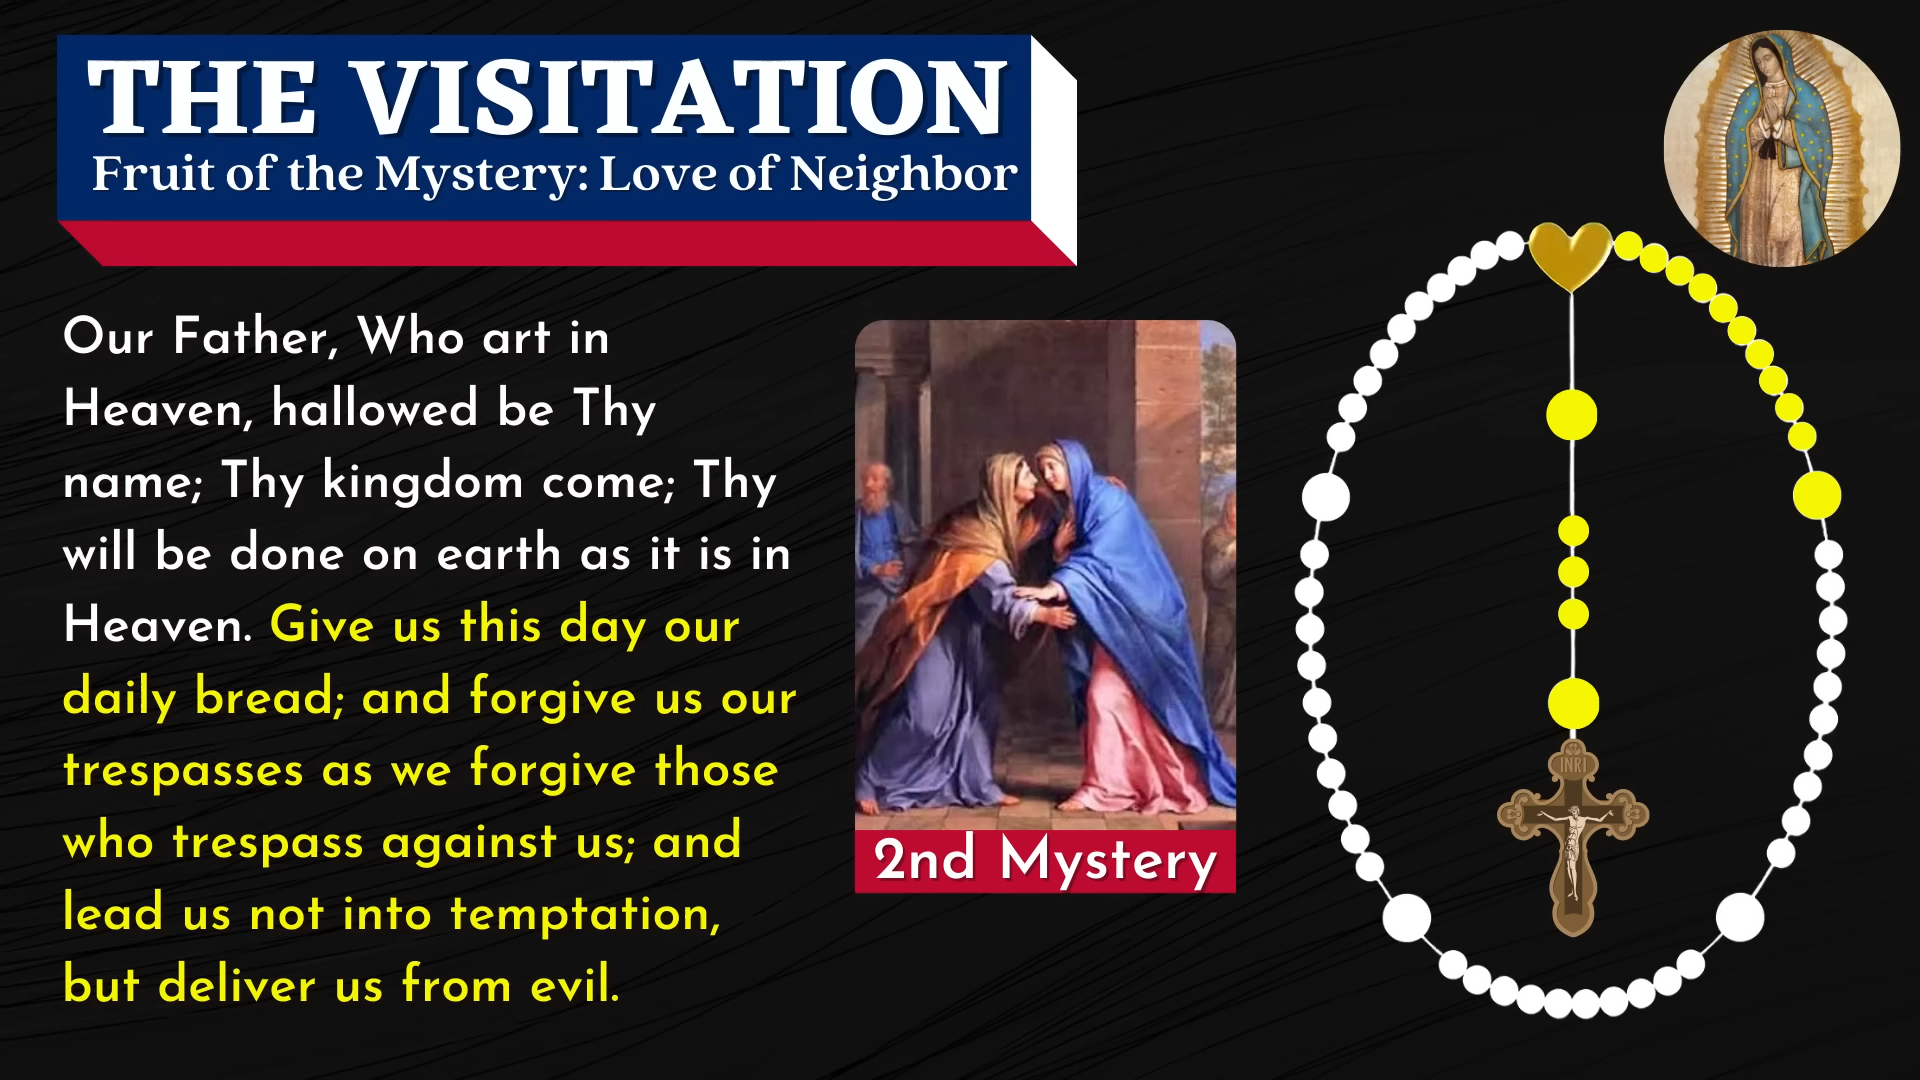 THE VISITATION
Fruit of the Mystery: Love of Neighbor
Our Father, Who art in
Heaven, hallowed be Thy
name; Thy kingdom come; Thy
will be done on earth as it is in
Heaven. Give us this day our
daily bread; and forgive us our
trespasses as we forgive those
who trespass against us; and
lead us not into temptation,
but deliver us from evil.
2nd Mystery
INRI